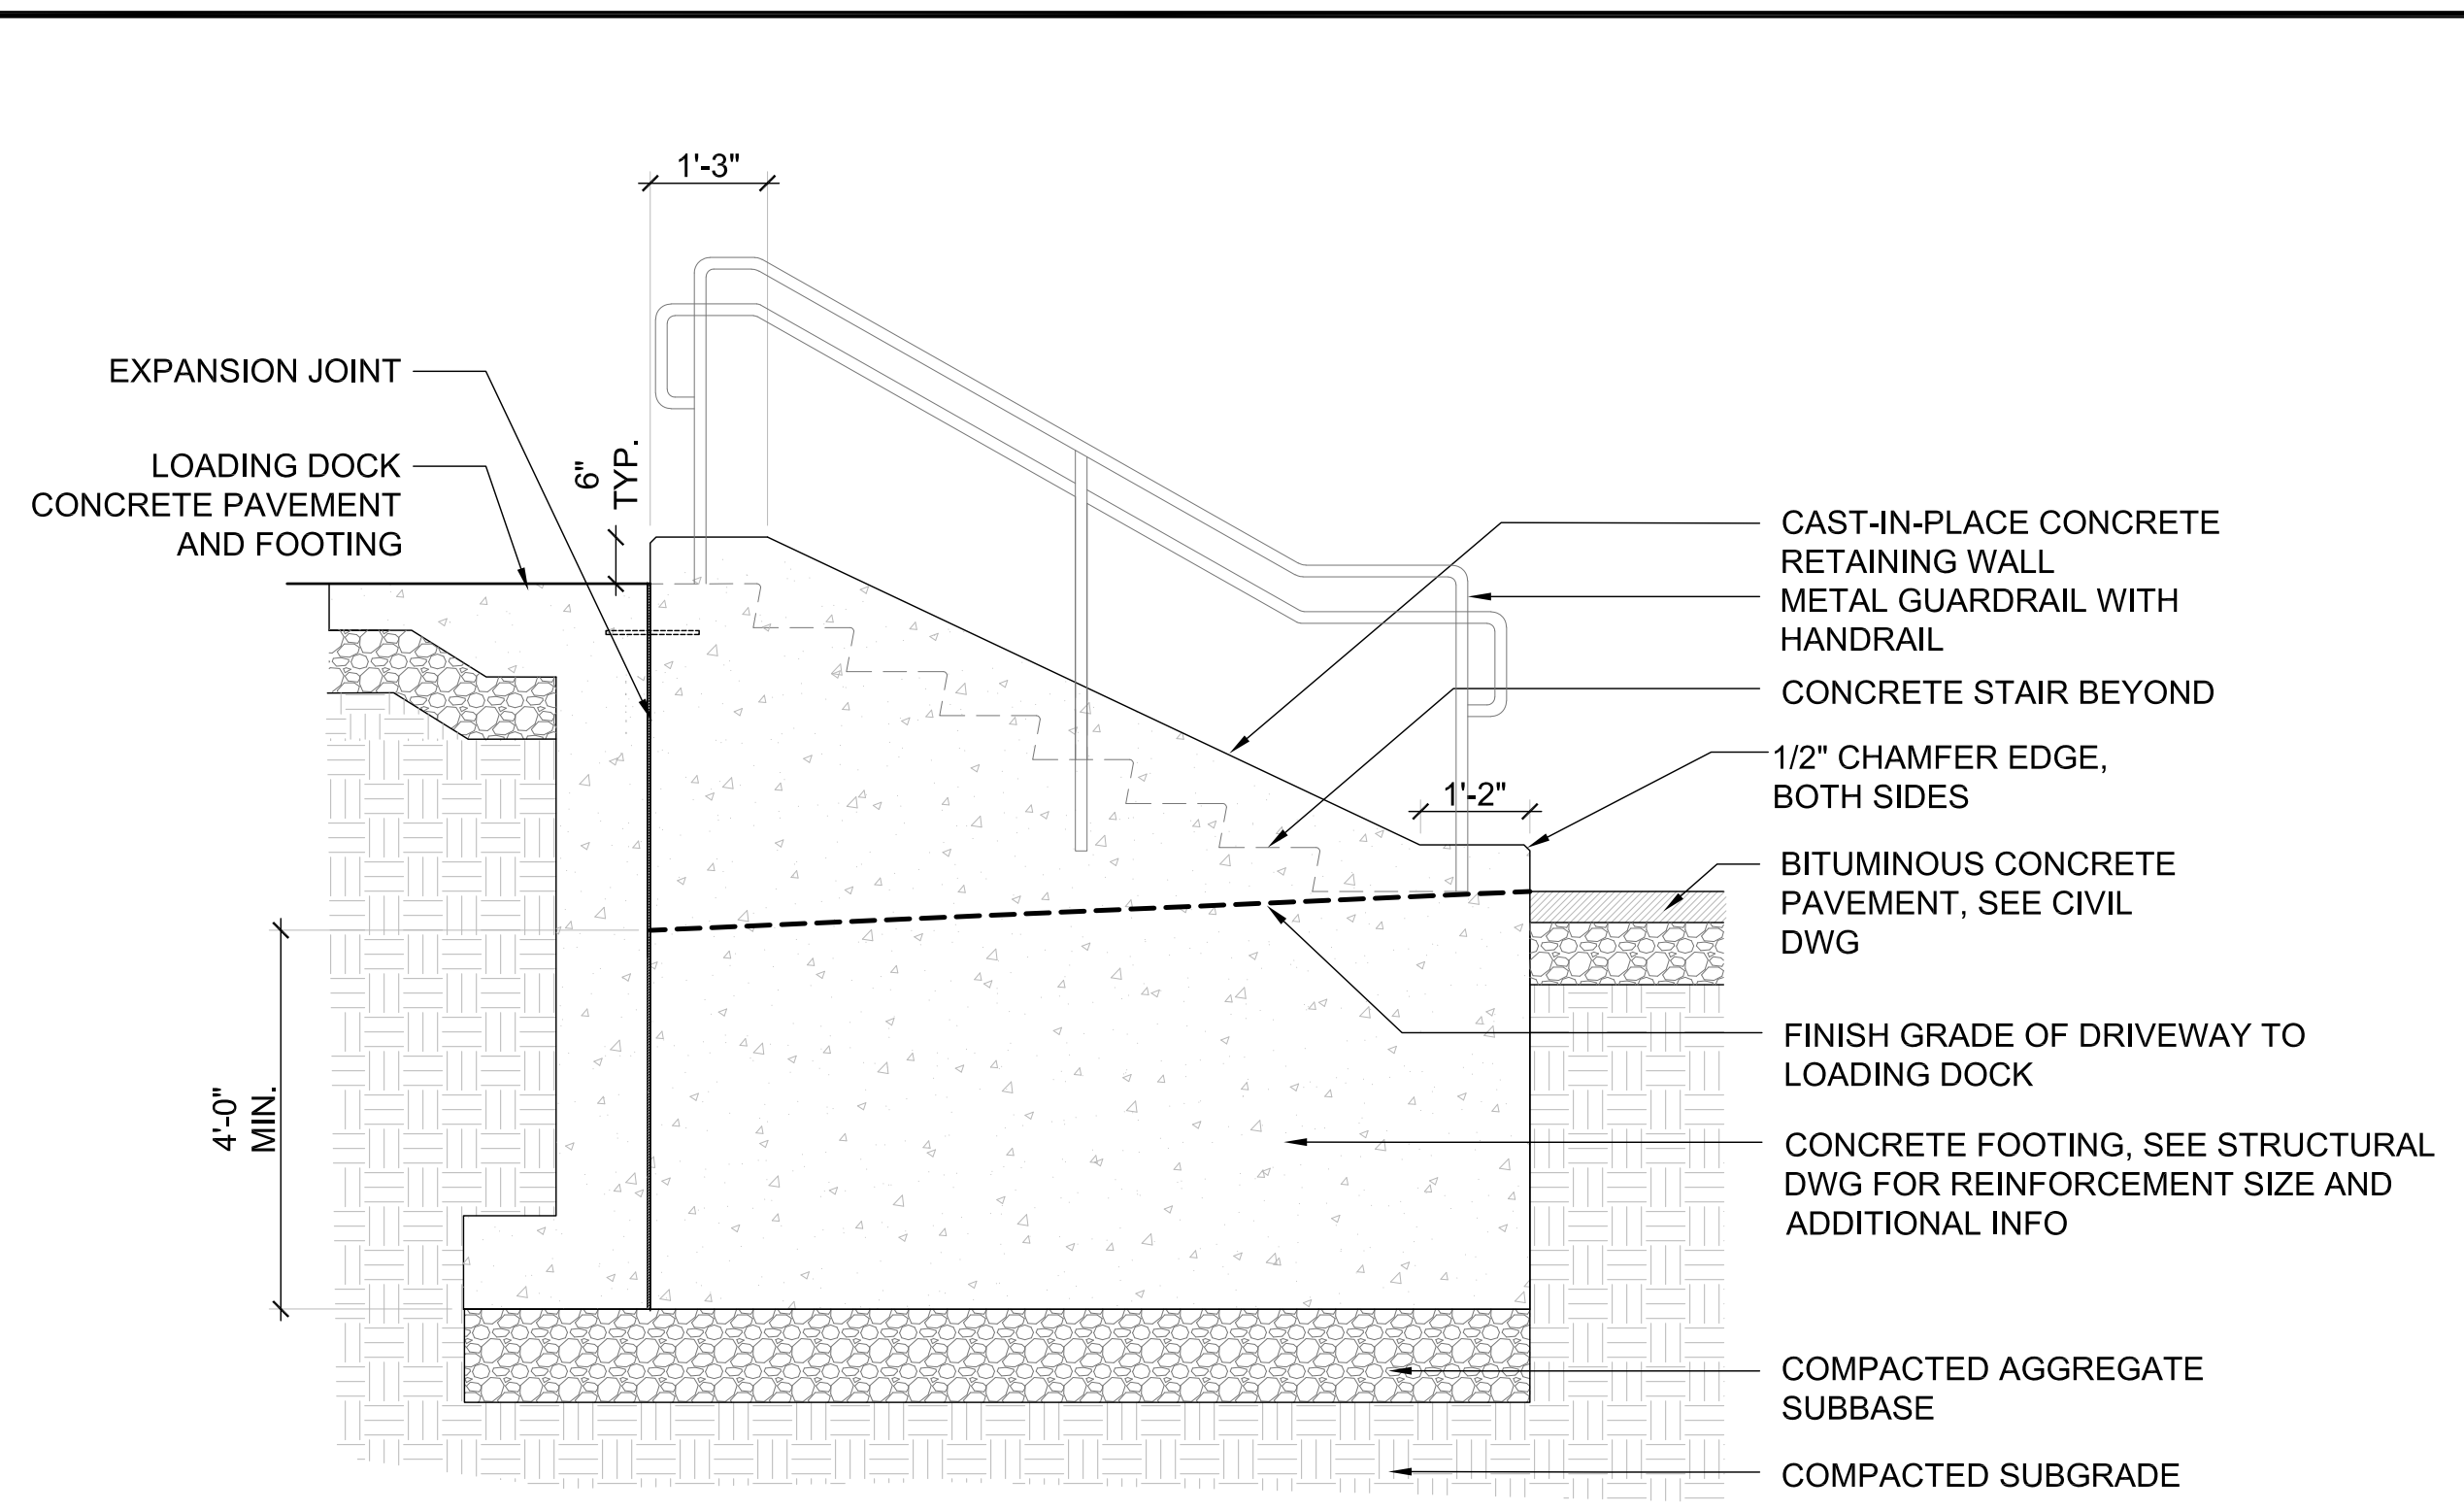 1'-3"
EXPANSION JOINT
LOADING DOCK
CONCRETE PAVEMENT
AND FOOTING
6"
TYP.
CAST-IN-PLACE CONCRETE
RETAINING WALL
METAL GUARDRAIL WITH
HANDRAIL
CONCRETE STAIR BEYOND
1/2" CHAMFER EDGE,
BOTH SIDES
1'-2"
BITUMINOUS CONCRETE
PAVEMENT, SEE CIVIL
DWG
FINISH GRADE OF DRIVEWAY TO
LOADING DOCK
4'-0"
MIN.
CONCRETE FOOTING, SEE STRUCTURAL
DWG FOR REINFORCEMENT SIZE AND
ADDITIONAL INFO
COMPACTED AGGREGATE
SUBBASE
COMPACTED SUBGRADE